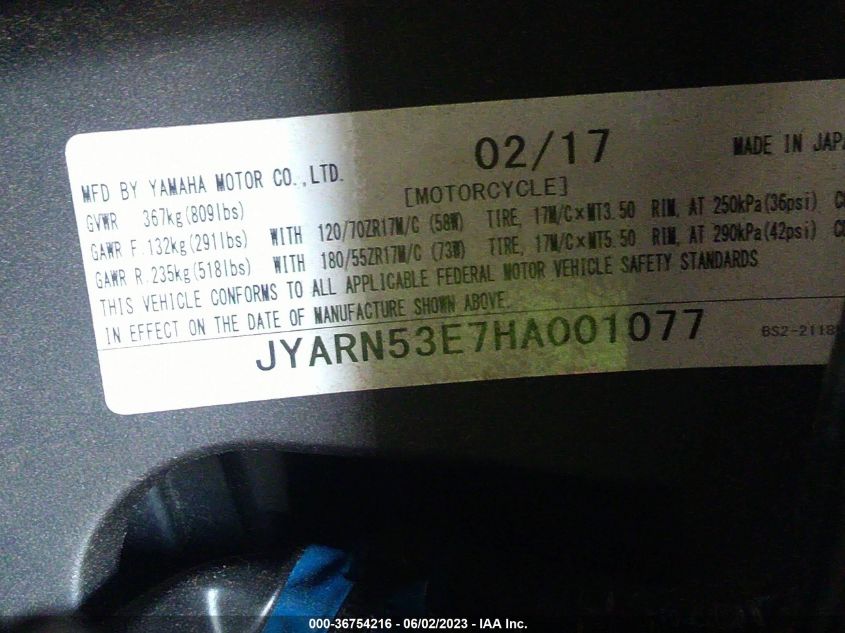 02/17
MADE IN JAPA
MFD BY YAMAHA MOTOR CO.,LTD.
[MOTORCYCLE]
GVWR 367kg(809lbs)
GAWR F.132kg(291lbs) WITH 120/70ZR17M/C (58W) TIRE, 17M/C×MT3.50 RIM, AT 250kPa(36psi) C
GAWR R.235kg(518lbs) WITH 180/55ZR17M/C (73W) TIRE, 17M/C×MT5.50 RIM, AT 290kPa(42psi) C
THIS VEHICLE CONFORMS TO ALL APPLICABLE FEDERAL MOTOR VEHICLE SAFETY STANDARDS
IN EFFECT ON THE DATE OF MANUFACTURE SHOWN ABOVE.
JYARN53E7HA001077
BS2-2118
000-36754216 - 06/02/2023 - IAA Inc.